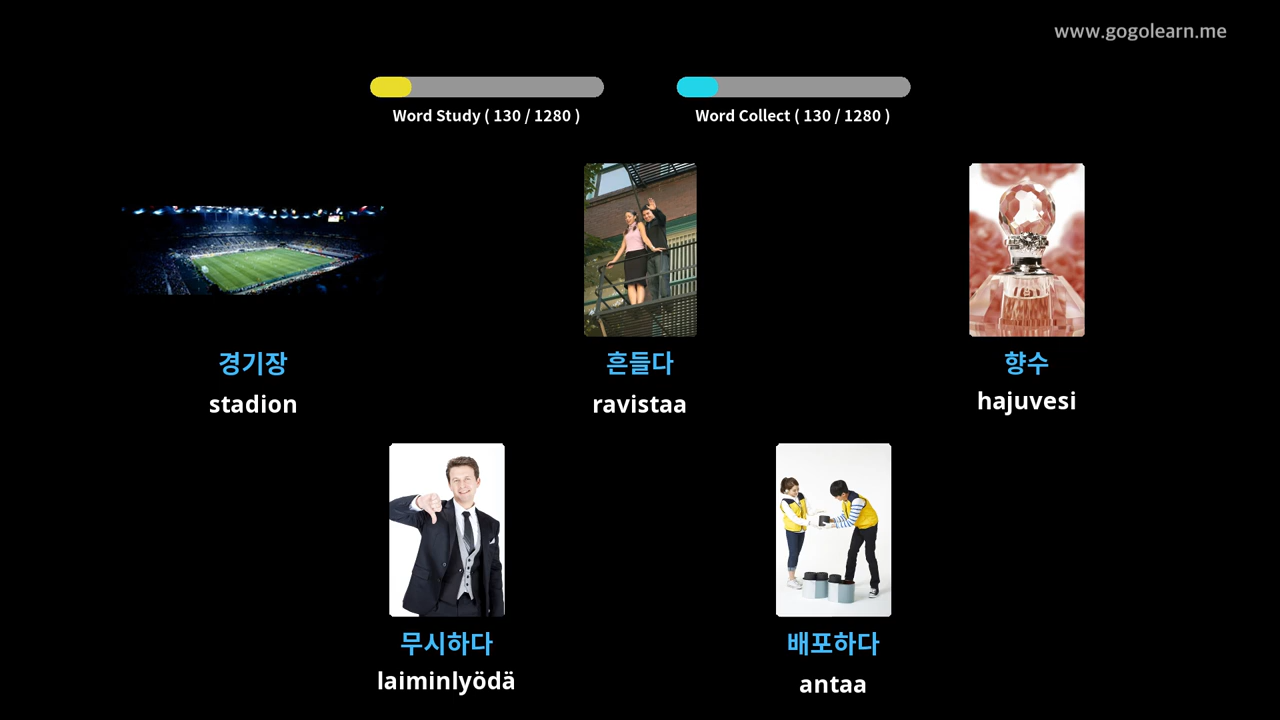 www.gogolearn.me
Word Study ( 130 / 1280 )
Word Collect ( 130 / 1280 )
경기장
stadion
흔들다
ravistaa
향수
hajuvesi
무시하다
laiminlyödä
배포하다
antaa